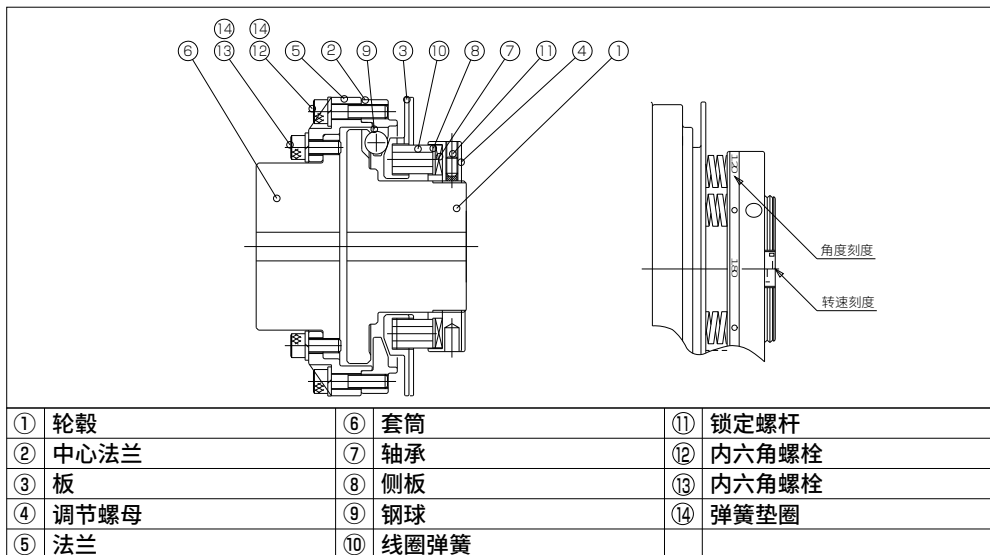 ⑭ ⑭
⑥ ⑬ ⑫ ⑤ ② ⑨ ③ ⑩ ⑧ ⑦ ⑪ ④ ①
130
角度刻度
180
转速刻度
① 轮毂 ⑥ 套筒 ⑪ 锁定螺杆
② 中心法兰 ⑦ 轴承 ⑫ 内六角螺栓
③ 板 ⑧ 侧板 ⑬ 内六角螺栓
④ 调节螺母 ⑨ 钢球 ⑭ 弹簧垫圈
⑤ 法兰 ⑩ 线圈弹簧